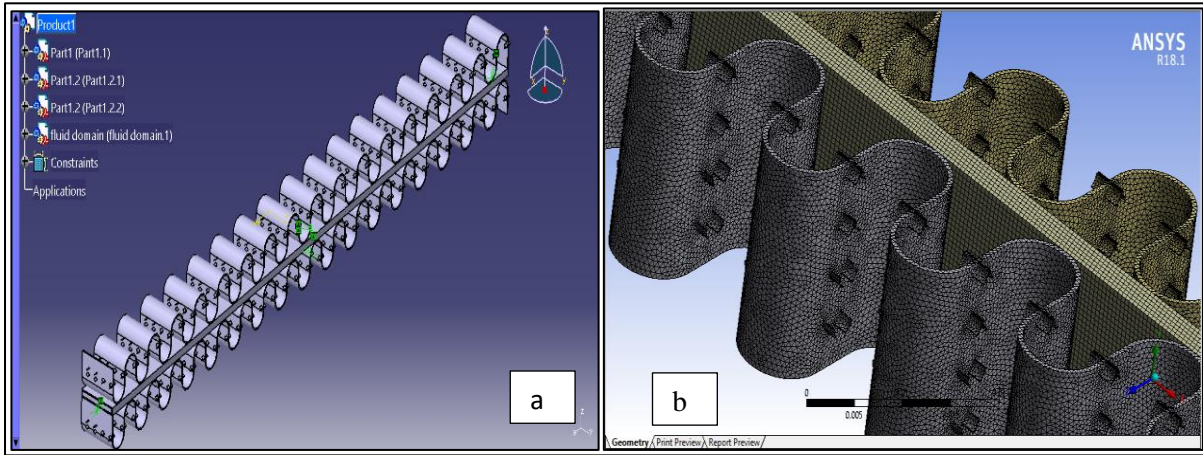 Product1
Part1 (Part1.1)
Part1.2 (Part1.2.1)
Part1.2 (Part1.2.2)
fluid domain (fluid domain.1)
Constraints
Applications
a
z
ANSYS
R18.1
b
0
0.005
Geometry / Print Preview / Report Preview /